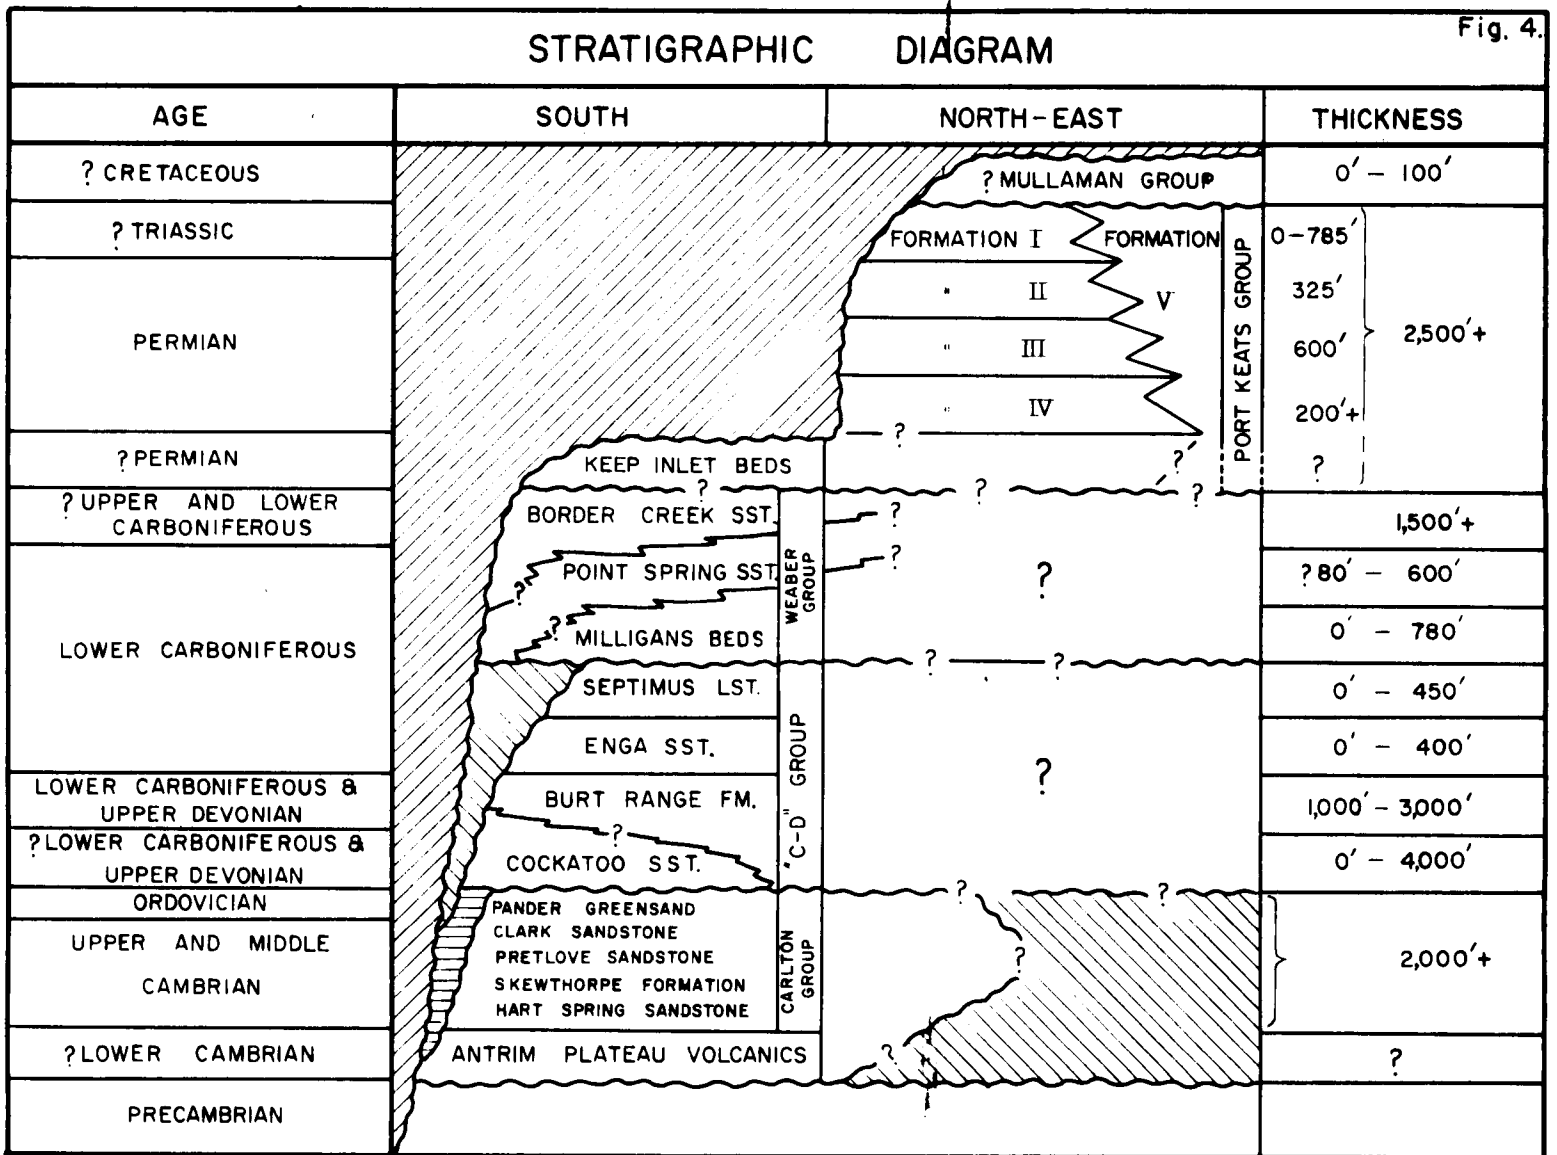 Fig. 4.
STRATIGRAPHIC DIAGRAM
AGE SOUTH NORTH-EAST THICKNESS
? CRETACEOUS
? MULLAMAN GROUP
0' - 100'
? TRIASSIC
FORMATION I
FORMATION
0-785'
" II
V
325'
PERMIAN
" III
600'
2,500'+
" IV
200'+
PORT KEATS GROUP
?
? PERMIAN
KEEP INLET BEDS
?
?
? ? ?
? UPPER AND LOWER
CARBONIFEROUS
BORDER CREEK SST.
?
1,500'+
?
POINT SPRING SST.
?
?
? 80' - 600'
WEABER
GROUP
LOWER CARBONIFEROUS
?
MILLIGANS BEDS
0' - 780'
? ?
SEPTIMUS LST.
0' - 450'
ENGA SST.
?
0' - 400'
"C-D" GROUP
LOWER CARBONIFEROUS &
UPPER DEVONIAN
BURT RANGE FM.
1,000' - 3,000'
?
? LOWER CARBONIFEROUS &
UPPER DEVONIAN
COCKATOO SST.
0' - 4,000'
? ?
ORDOVICIAN
PANDER GREENSAND
CLARK SANDSTONE
UPPER AND MIDDLE
CAMBRIAN
PRETLOVE SANDSTONE
SKEWTHORPE FORMATION
HART SPRING SANDSTONE
CARLTON
GROUP
?
2,000'+
? LOWER CAMBRIAN
ANTRIM PLATEAU VOLCANICS
?
?
PRECAMBRIAN